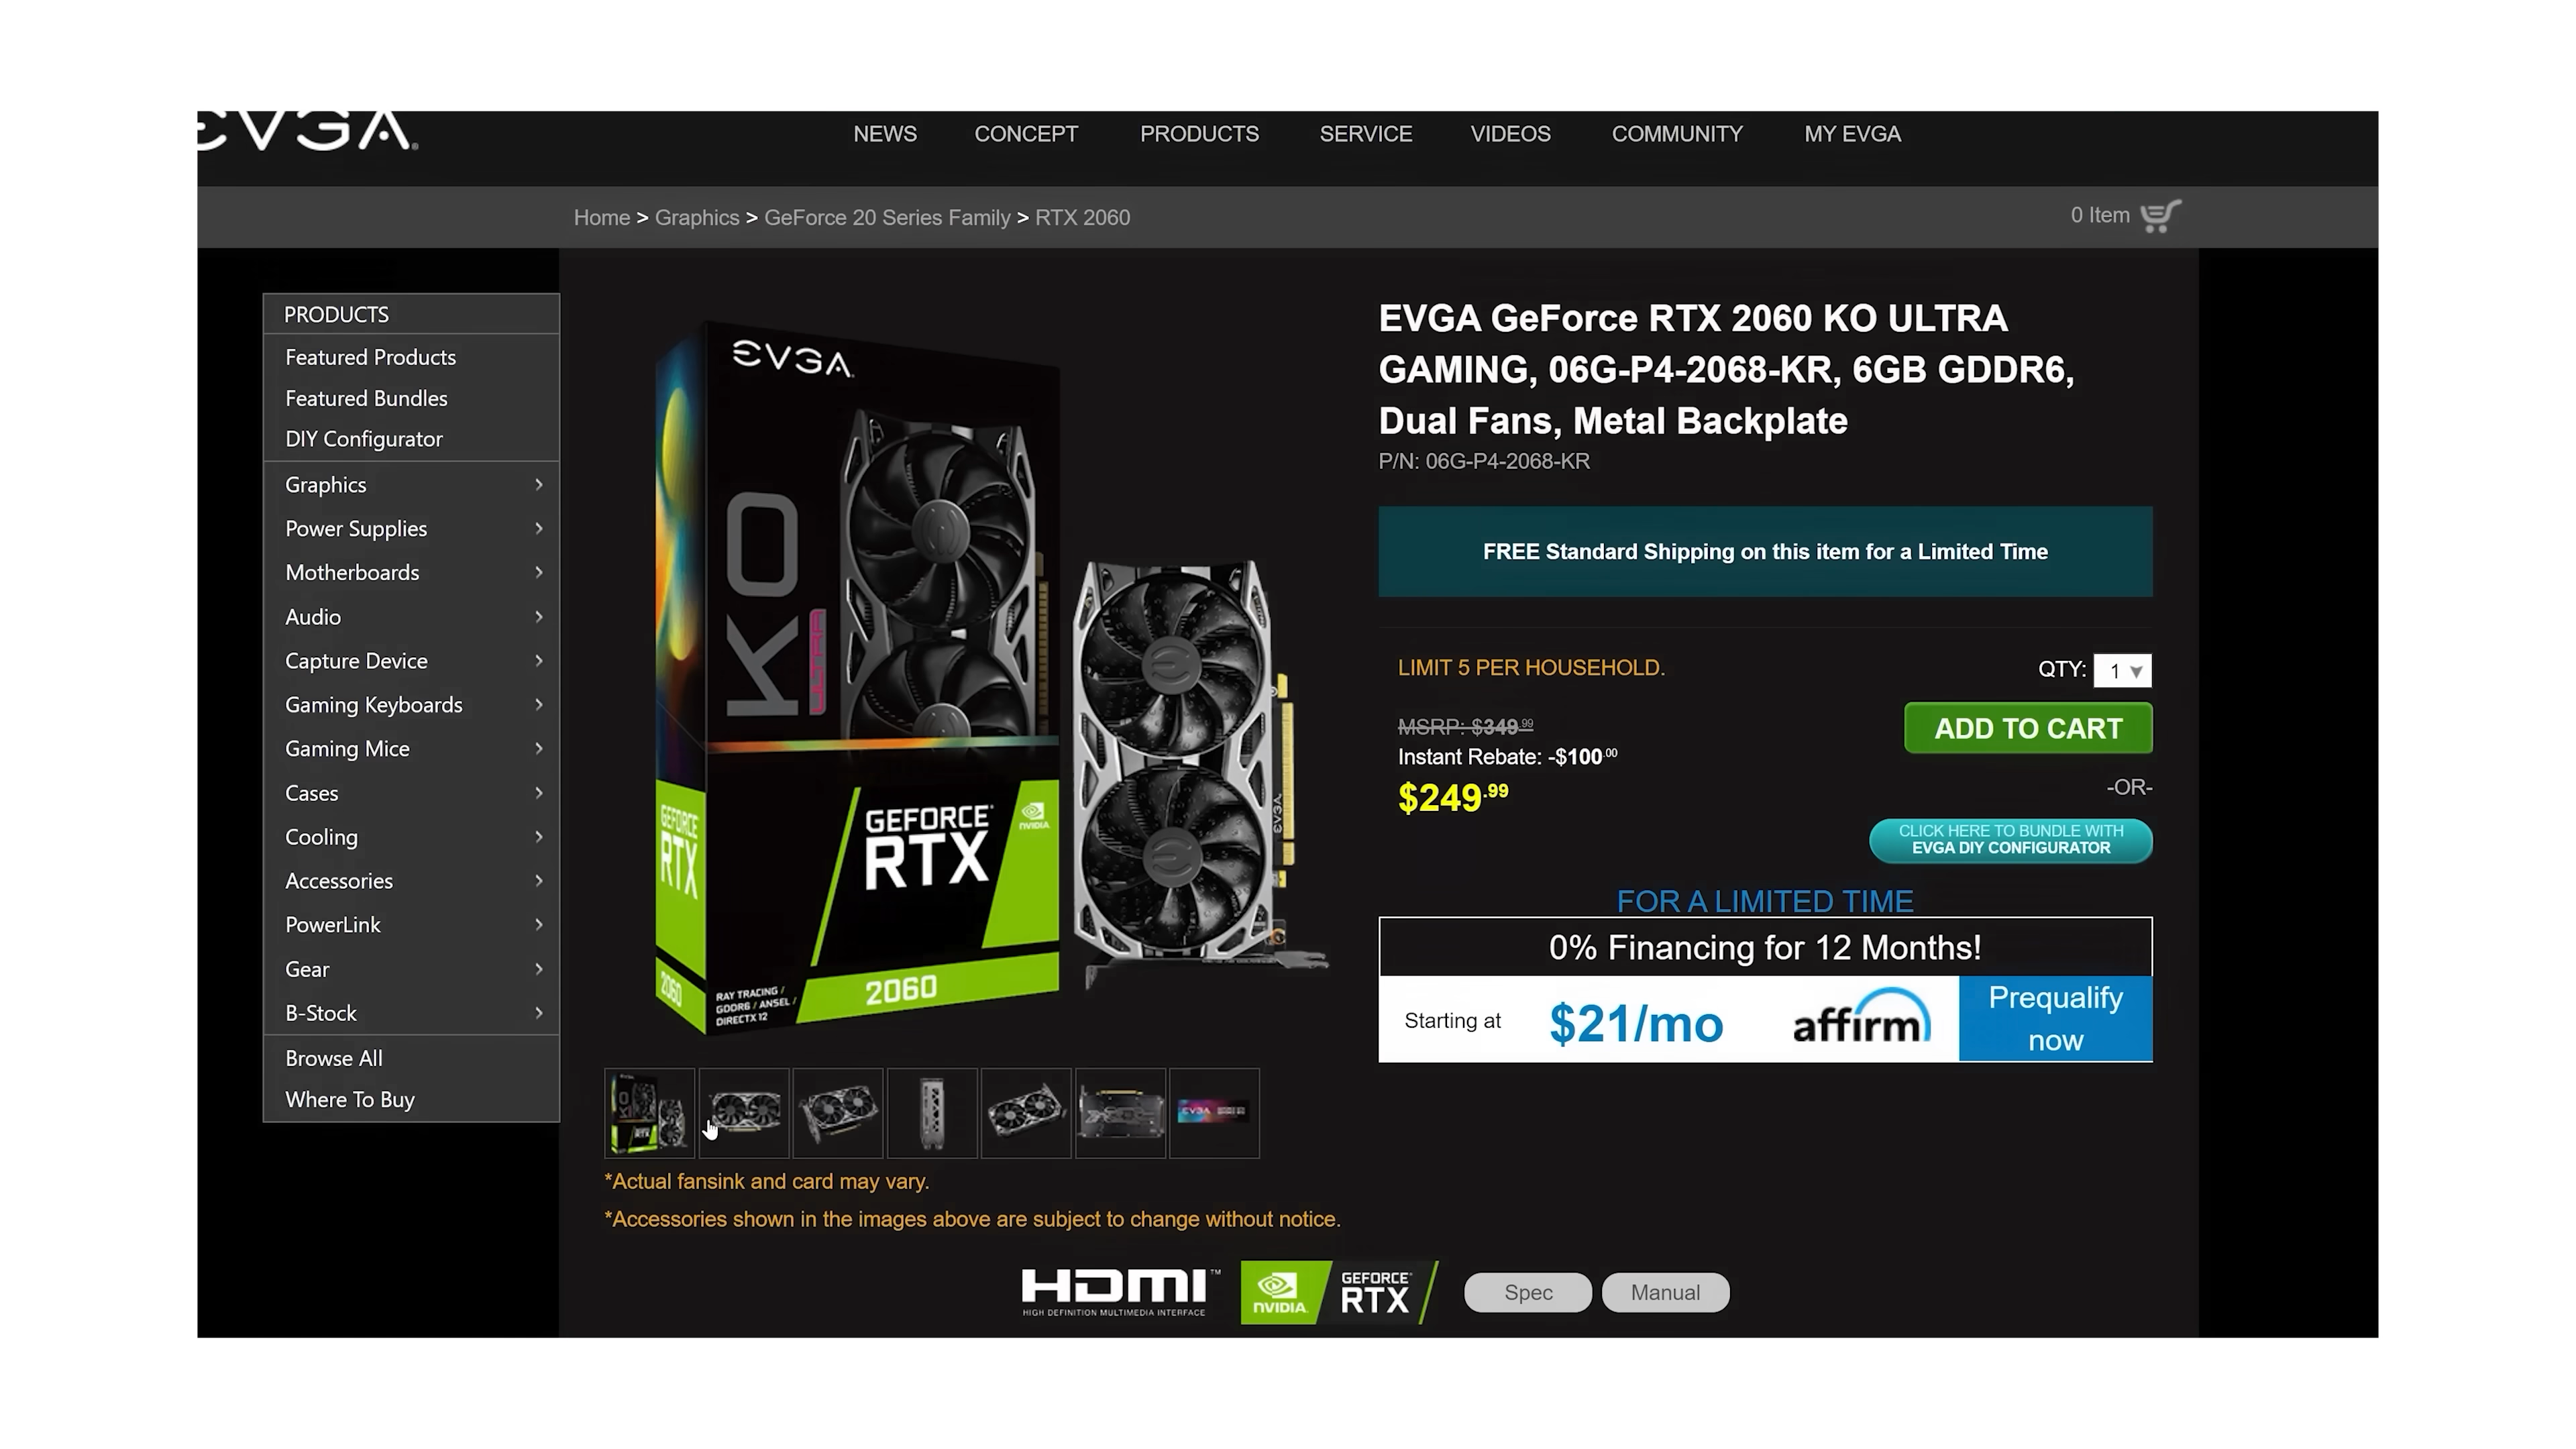 EVGA
NEWS CONCEPT PRODUCTS SERVICE VIDEOS COMMUNITY MY EVGA
Home > Graphics > GeForce 20 Series Family > RTX 2060
0 Item
PRODUCTS
Featured Products
Featured Bundles
DIY Configurator
Graphics
Power Supplies
Motherboards
Audio
Capture Device
Gaming Keyboards
Gaming Mice
Cases
Cooling
Accessories
PowerLink
Gear
B-Stock
Browse All
Where To Buy
EVGA
KO
ULTRA
GEFORCE
RTX
NVIDIA
2060
RAY TRACING /
GDDR6 / ANSEL /
DIRECTX 12
GEFORCE
RTX
2060
EVGA
*Actual fansink and card may vary.
*Accessories shown in the images above are subject to change without notice.
EVGA GeForce RTX 2060 KO ULTRA
GAMING, 06G-P4-2068-KR, 6GB GDDR6,
Dual Fans, Metal Backplate
P/N: 06G-P4-2068-KR
FREE Standard Shipping on this item for a Limited Time
LIMIT 5 PER HOUSEHOLD.
QTY: 1
MSRP: $349.99
Instant Rebate: -$100.00
$249.99
ADD TO CART
-OR-
CLICK HERE TO BUNDLE WITH
EVGA DIY CONFIGURATOR
FOR A LIMITED TIME
0% Financing for 12 Months!
Starting at $21/mo affirm
Prequalify
now
HDMI™
HIGH DEFINITION MULTIMEDIA INTERFACE
NVIDIA
GEFORCE
RTX
Spec Manual